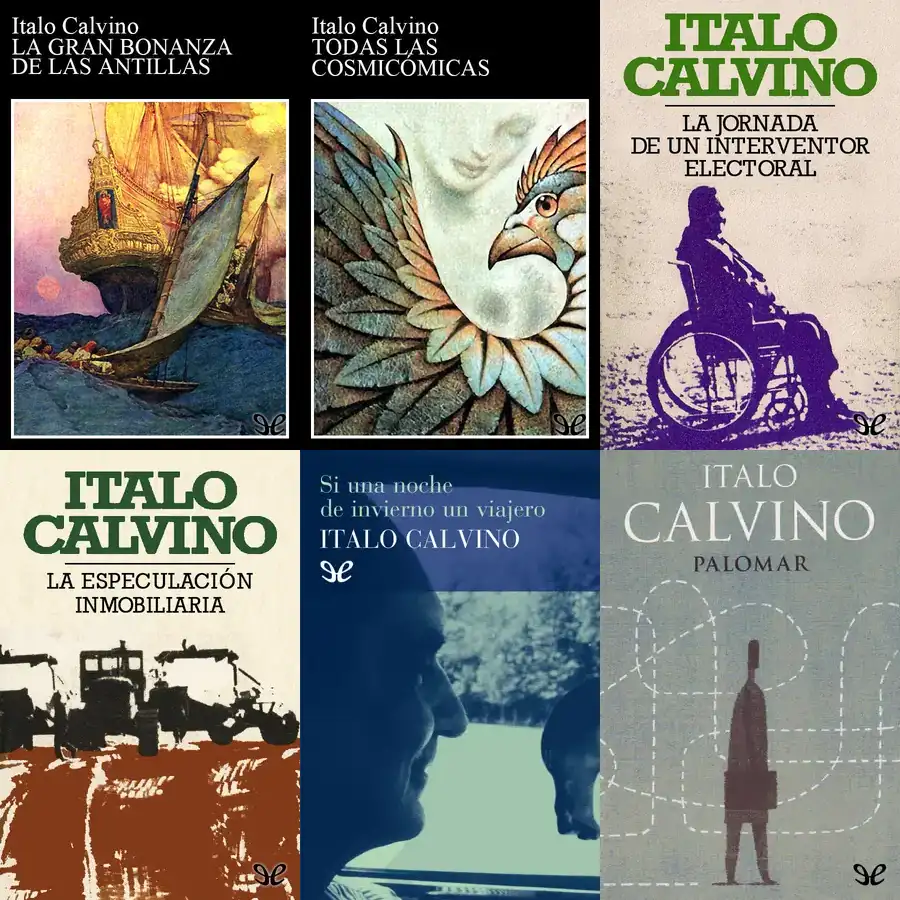 Italo Calvino
LA GRAN BONANZA
DE LAS ANTILLAS
Italo Calvino
TODAS LAS
COSMICÓMICAS
ITALO
CALVINO
LA JORNADA
DE UN INTERVENTOR
ELECTORAL
ITALO
CALVINO
LA ESPECULACIÓN
INMOBILIARIA
Si una noche
de invierno un viajero
ITALO CALVINO
ITALO
CALVINO
PALOMAR